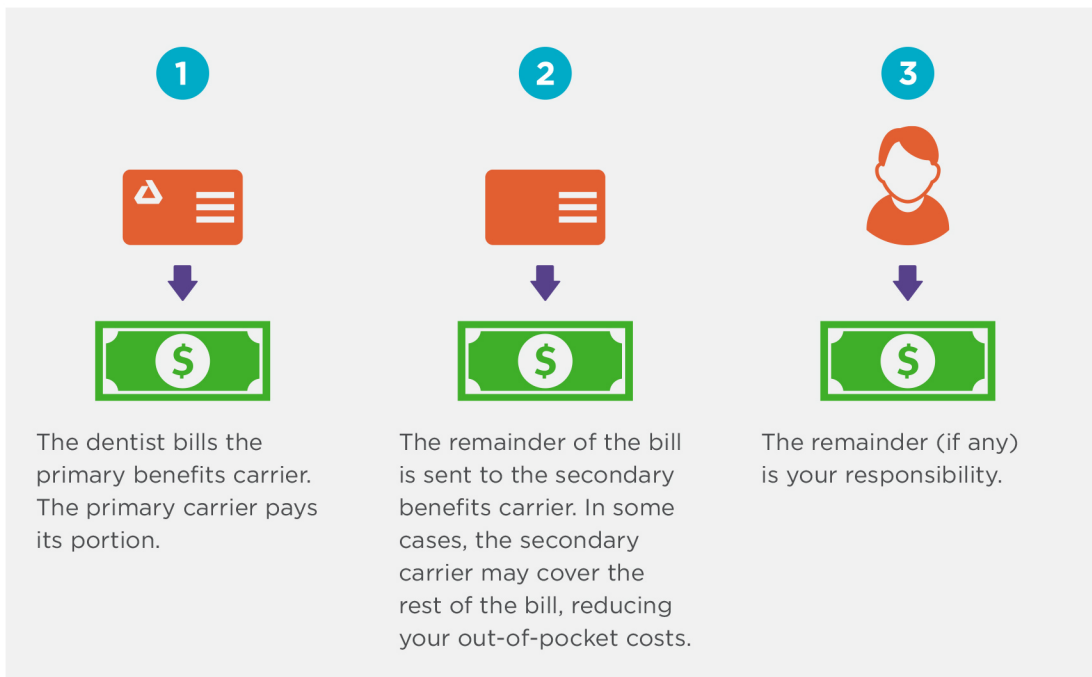 1
The dentist bills the
primary benefits carrier.
The primary carrier pays
its portion.
2
The remainder of the bill
is sent to the secondary
benefits carrier. In some
cases, the secondary
carrier may cover the
rest of the bill, reducing
your out-of-pocket costs.
3
The remainder (if any)
is your responsibility.
$
$
$